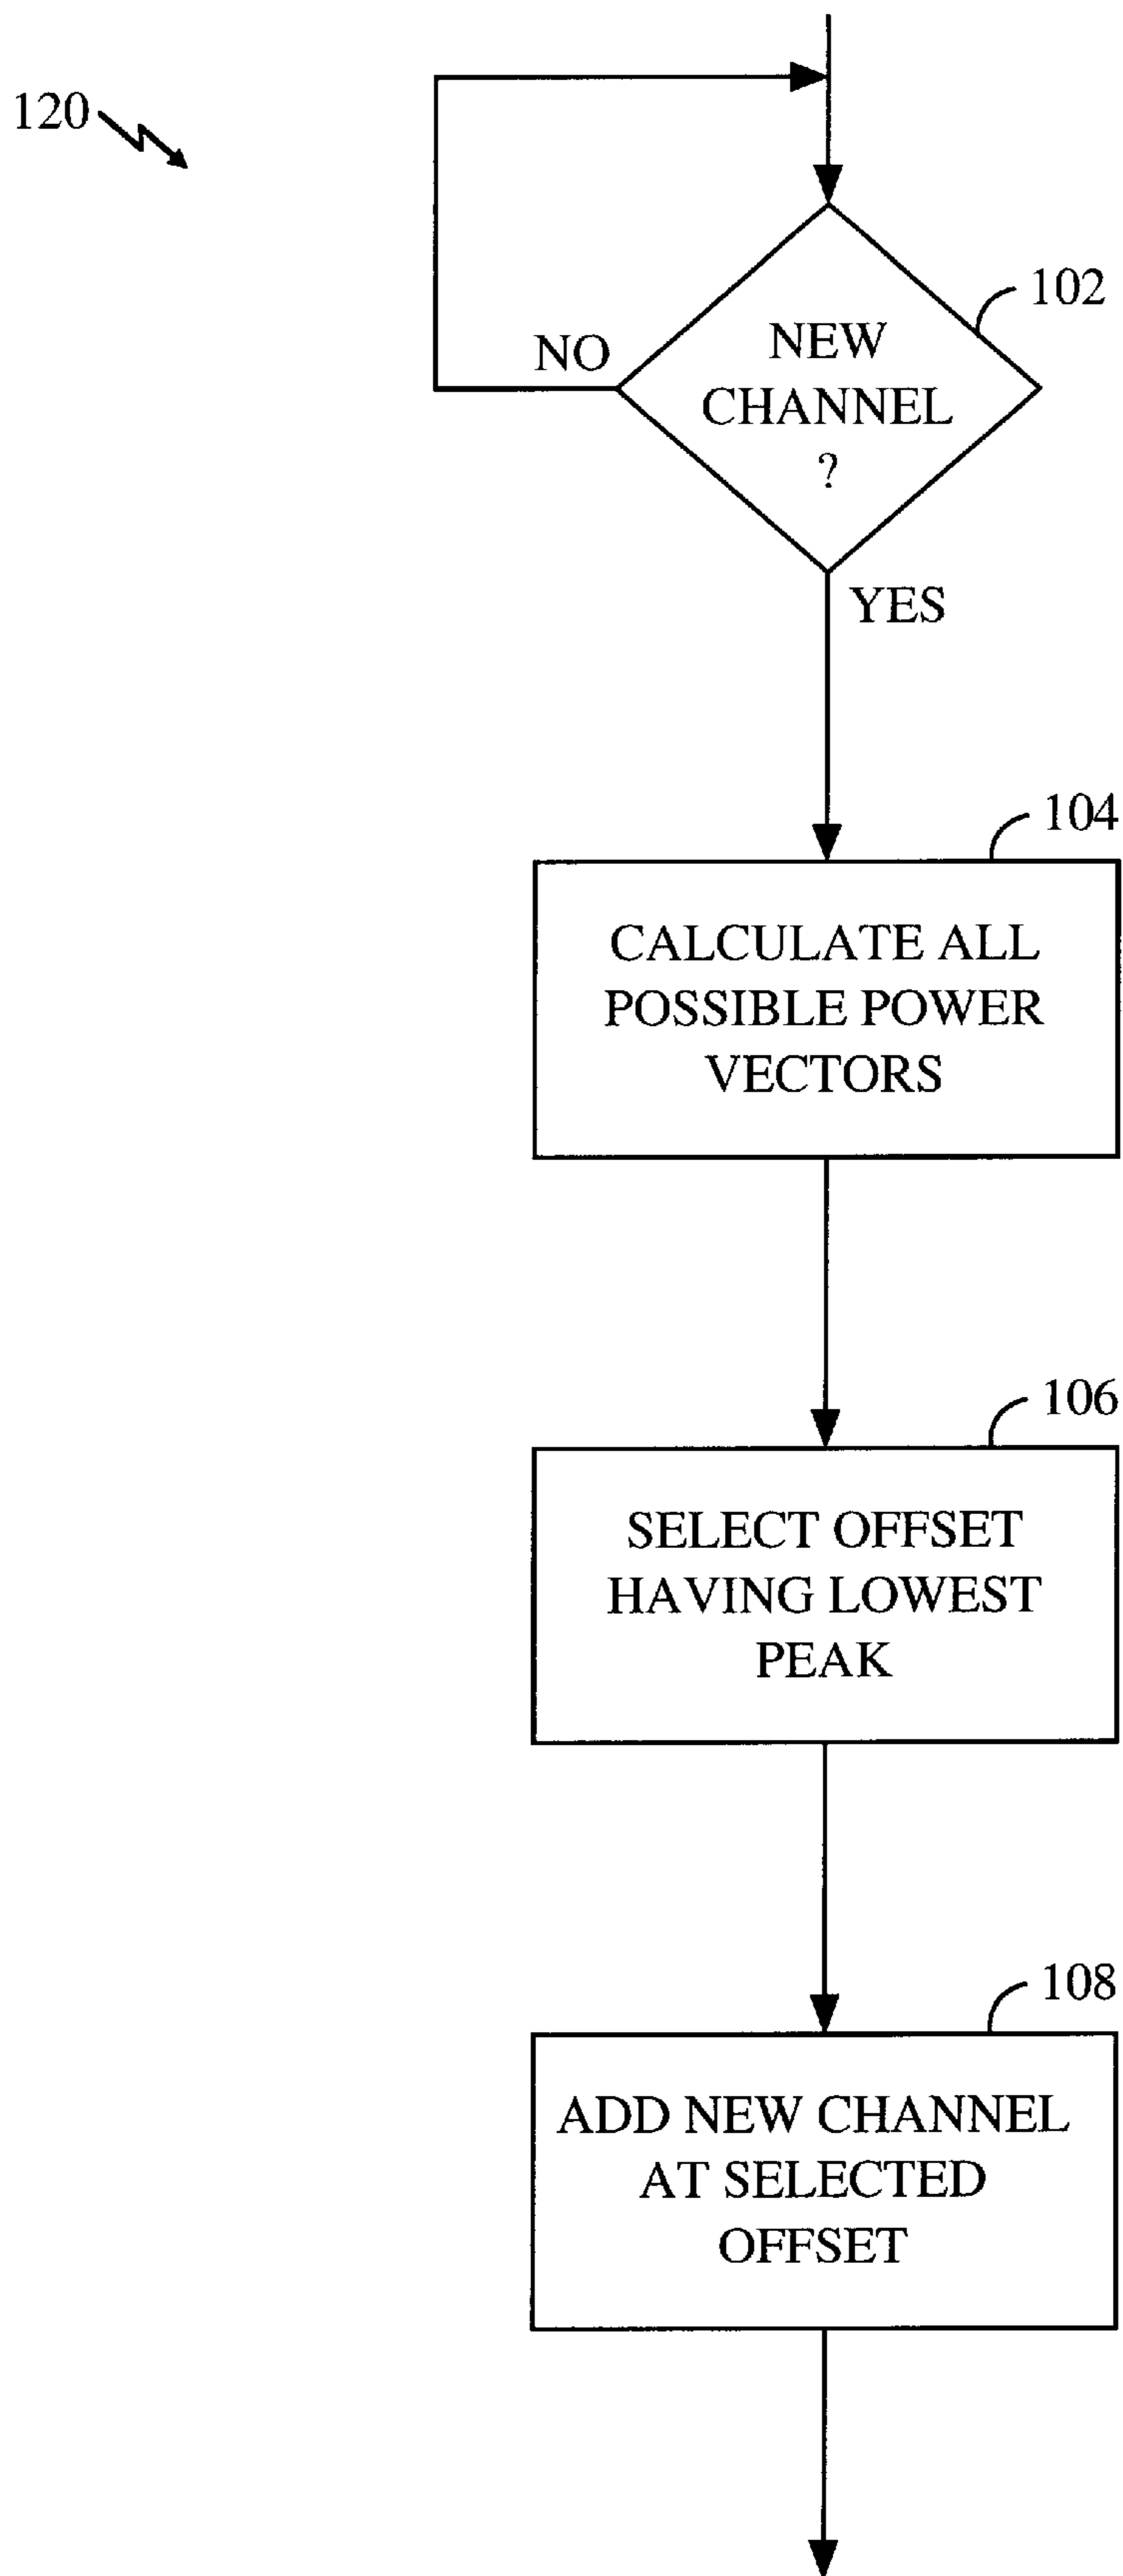 120
102
NEW
CHANNEL
?
NO
YES
104
CALCULATE ALL
POSSIBLE POWER
VECTORS
106
SELECT OFFSET
HAVING LOWEST
PEAK
108
ADD NEW CHANNEL
AT SELECTED
OFFSET